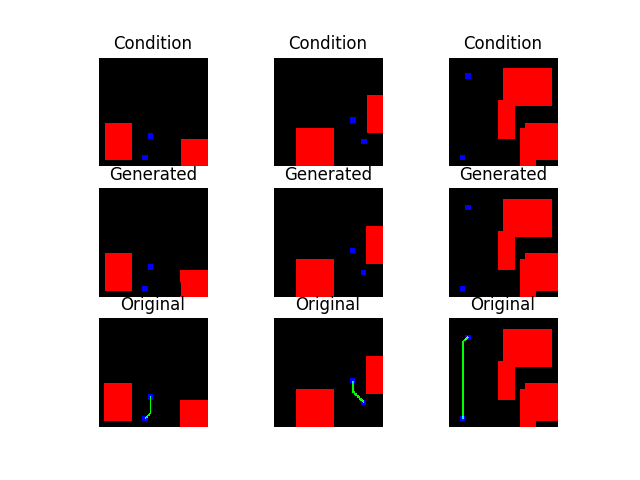 Condition Condition Condition
Generated Generated Generated
Original Original Original